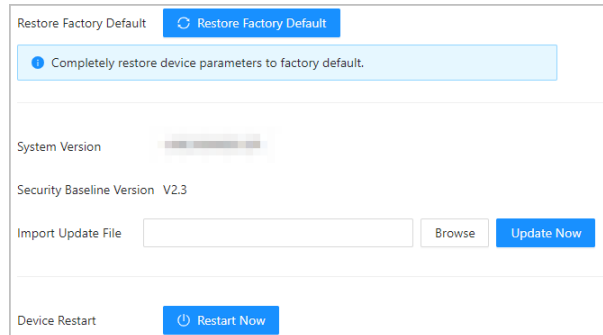 Restore Factory Default Restore Factory Default
Completely restore device parameters to factory default.
System Version
Security Baseline Version V2.3
Import Update File Browse Update Now
Device Restart Restart Now